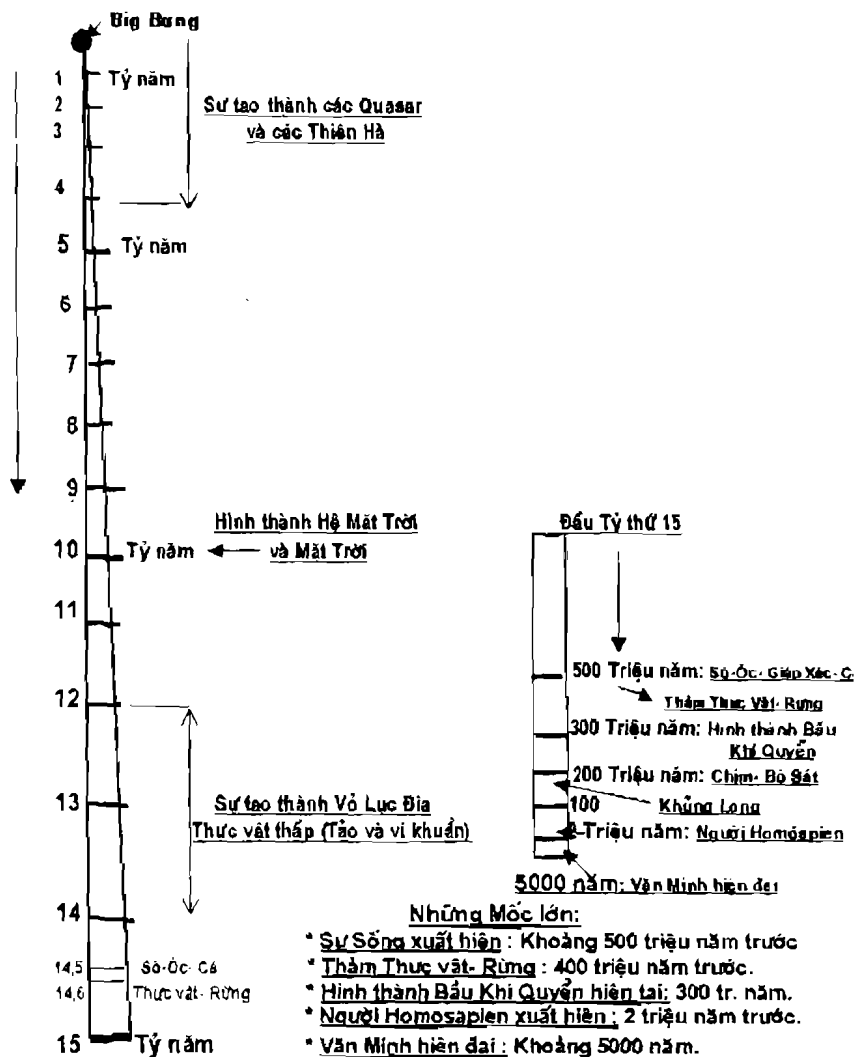 Big Bang
1 Tỷ năm
2
3
Sự tạo thành các Quasar
và các Thiên Hà
4
5 Tỷ năm
6
7
8
9
Hình thành Hệ Mặt Trời
10 Tỷ năm
và Mặt Trời
11
12
13
Sự tạo thành Vỏ Lục Địa
Thực vật thấp (Tảo và vi khuẩn)
14
14,5 Sò-Ốc-Cá
14,6 Thực vật-Rừng
15 Tỷ năm
Đầu Tỷ thứ 15
500 Triệu năm: Sò-Ốc-Giáp Xác-C
Thảm Thực Vật-Rừng
300 Triệu năm: Hình thành Bầu
Khí Quyển
200 Triệu năm: Chim-Bò Sát
Khủng Long
100
Triệu năm: Người Homosapien
5000 năm: Văn Minh hiện đại
Những Mốc lớn:
* Sự Sống xuất hiện : Khoảng 500 triệu năm trước
* Thảm Thực vật-Rừng : 400 triệu năm trước.
* Hình thành Bầu Khí Quyển hiện tại: 300 tr. năm.
* Người Homosapien xuất hiện : 2 triệu năm trước.
* Văn Minh hiện đại : Khoảng 5000 năm.